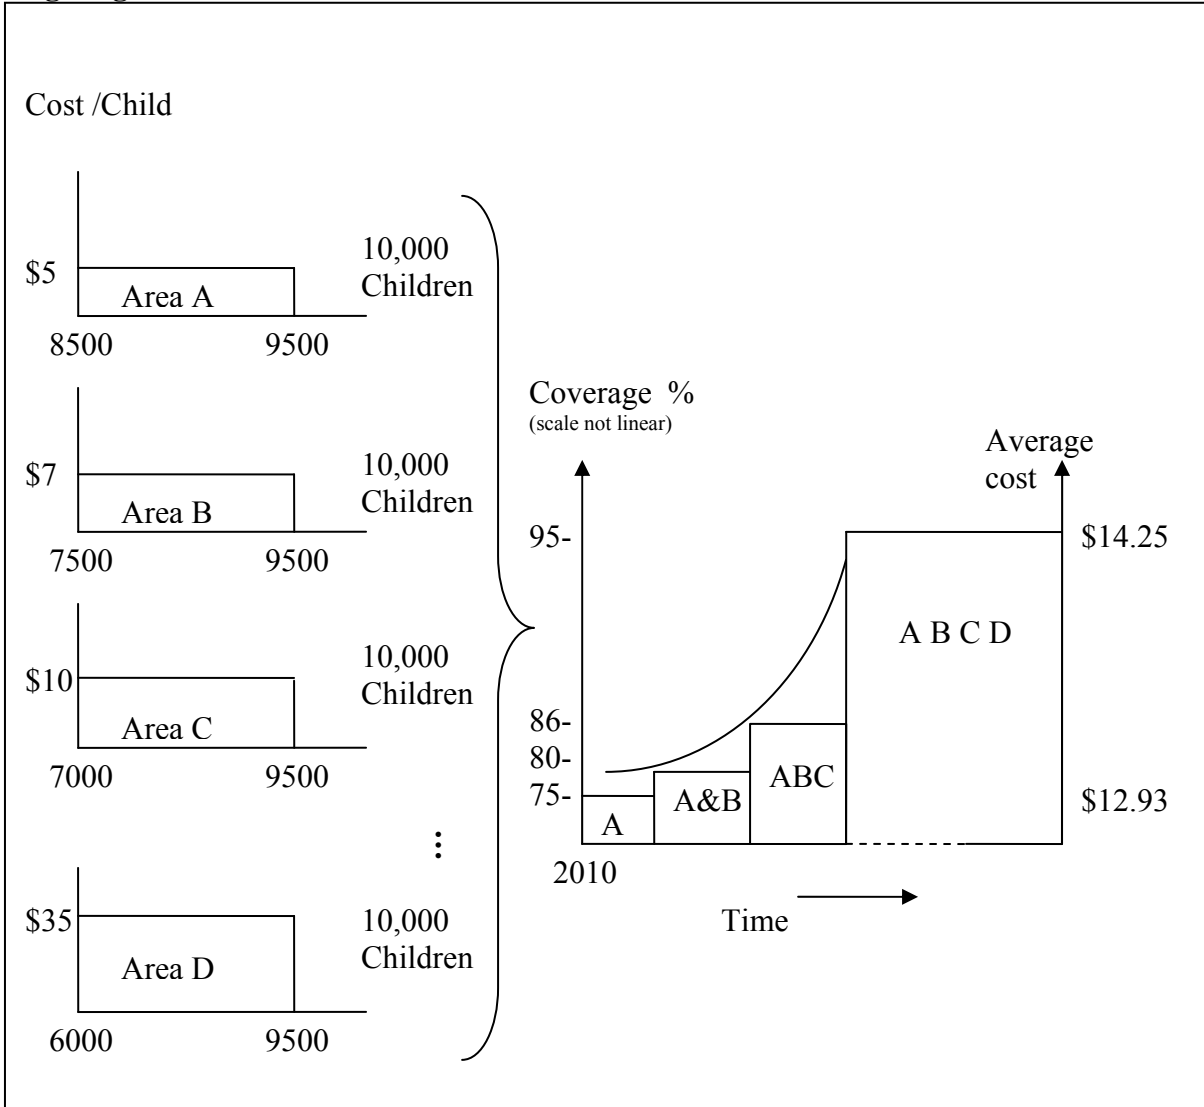 Cost /Child
$5
Area A
10,000
Children
8500
9500
$7
Area B
10,000
Children
7500
9500
$10
Area C
10,000
Children
7000
9500
$35
Area D
10,000
Children
6000
9500
Coverage %
(scale not linear)
Average
cost
95-
$14.25
A B C D
86-
80-
75-
ABC
A&B
A
$12.93
2010
Time